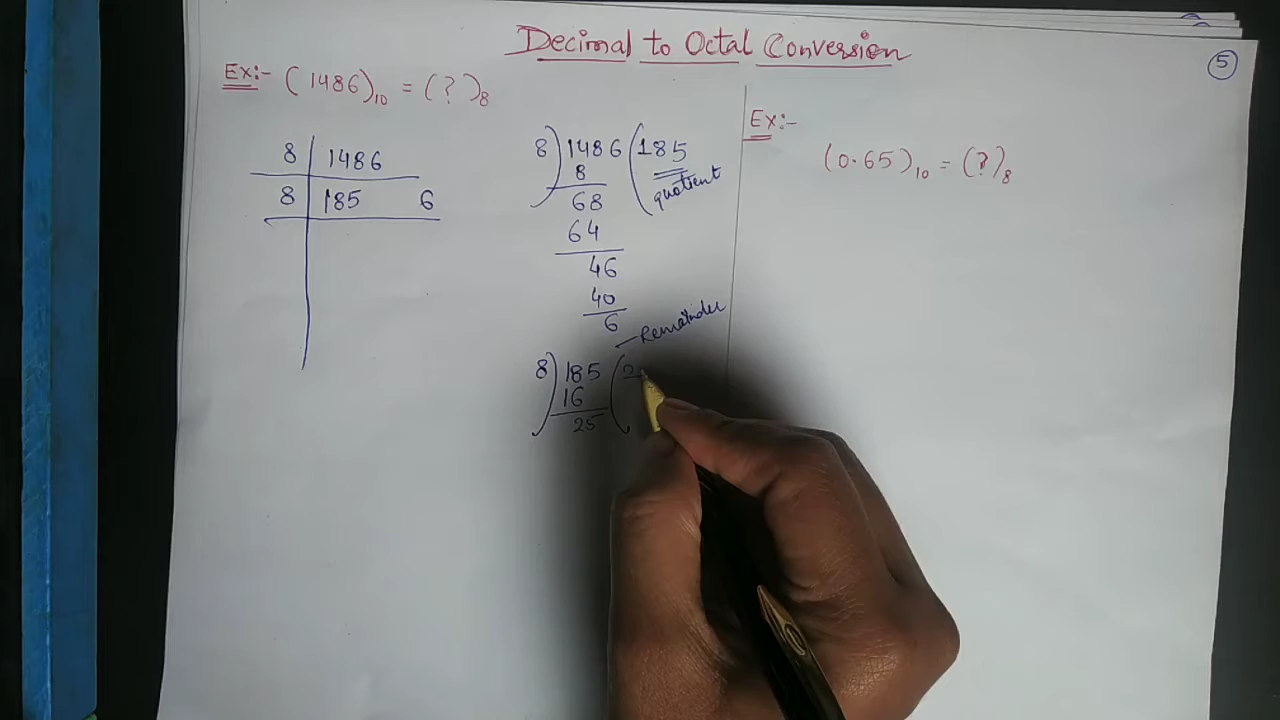 Decimal to Octal Conversion
5
Ex:- (1486)10 = (?)8
8 | 1486
8 | 185 6
8 ) 1486 ( 185
quotient
8
68
64
46
40
6
Remainder
8 ) 185 (
16
25
Ex:-
(0.65)10 = (?)8